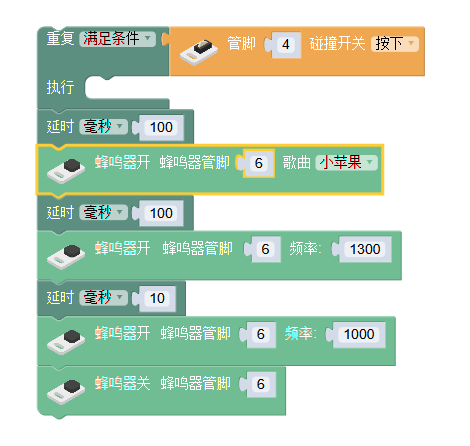 重复 满足条件 管脚 4 碰撞开关 按下
执行
延时 毫秒 100
蜂鸣器开 蜂鸣器管脚 6 歌曲 小苹果
延时 毫秒 100
蜂鸣器开 蜂鸣器管脚 6 频率: 1300
延时 毫秒 10
蜂鸣器开 蜂鸣器管脚 6 频率: 1000
蜂鸣器关 蜂鸣器管脚 6